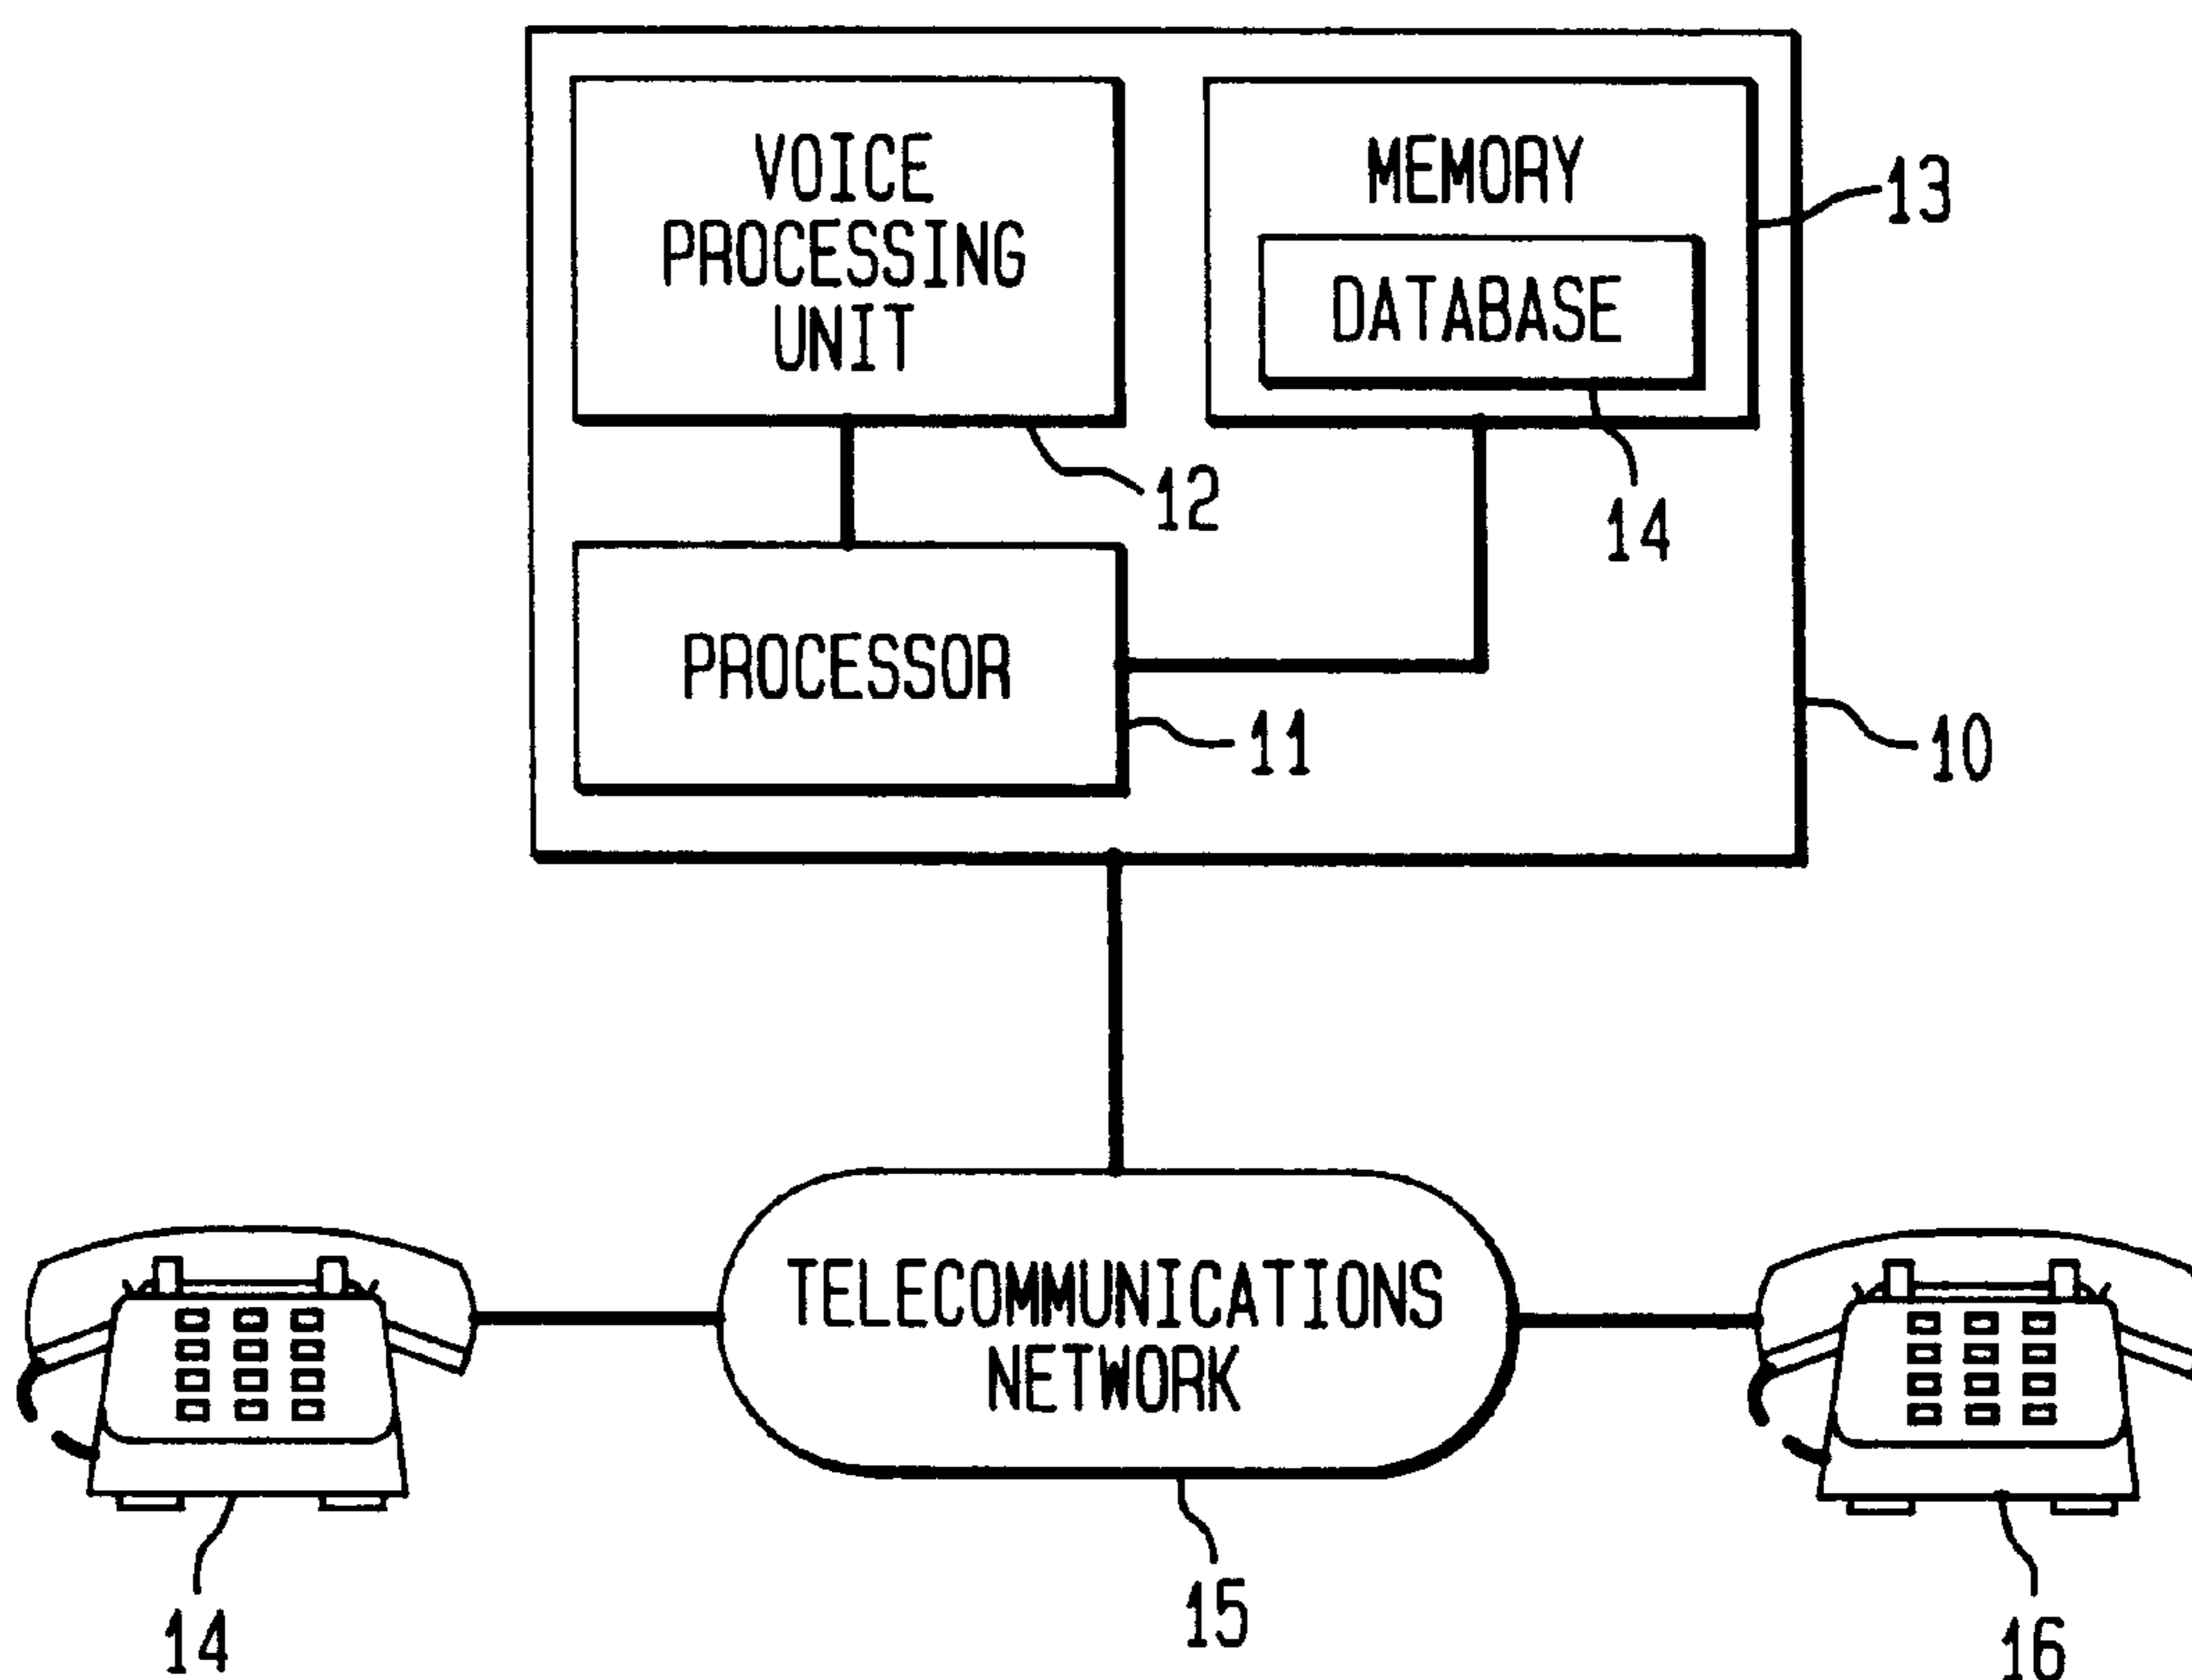 VOICE
PROCESSING
UNIT
MEMORY
DATABASE
13
12
14
PROCESSOR
11
10
TELECOMMUNICATIONS
NETWORK
14
15
16